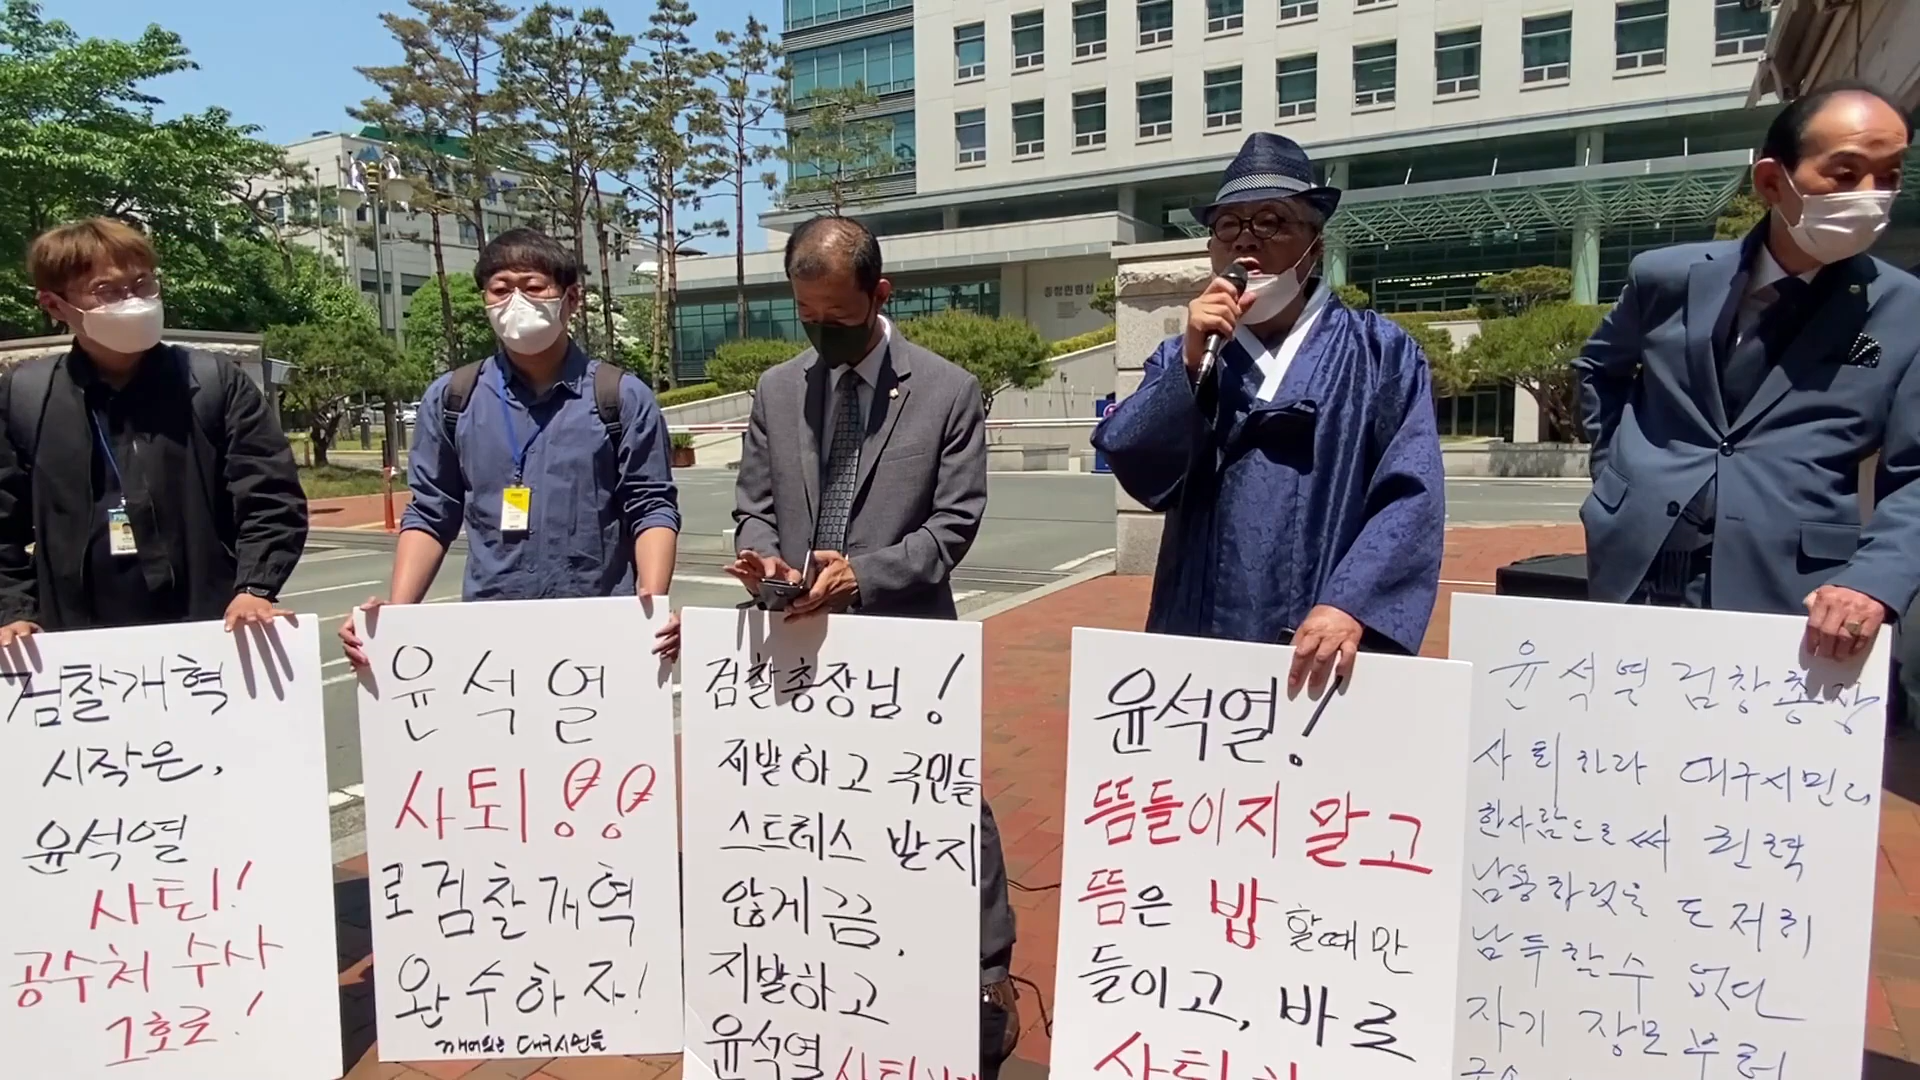 검찰개혁
시작은,
윤석열
사퇴!
공수처 수사
1호로!
윤석열
사퇴
로 검찰개혁
완수하자!
깨어있는 대구시민들
검찰총장님!
제발하고 국민들
스트레스 받지
않게끔,
지발하고
윤석열
윤석열!
뜸들이지 말고
뜸은 밥 할때만
들이고, 바로
윤석열 검찰총장
사퇴하라 대구시민의
한사람으로써 권력
남용하것을 도저히
남두할수 없다
자기 장모 부터